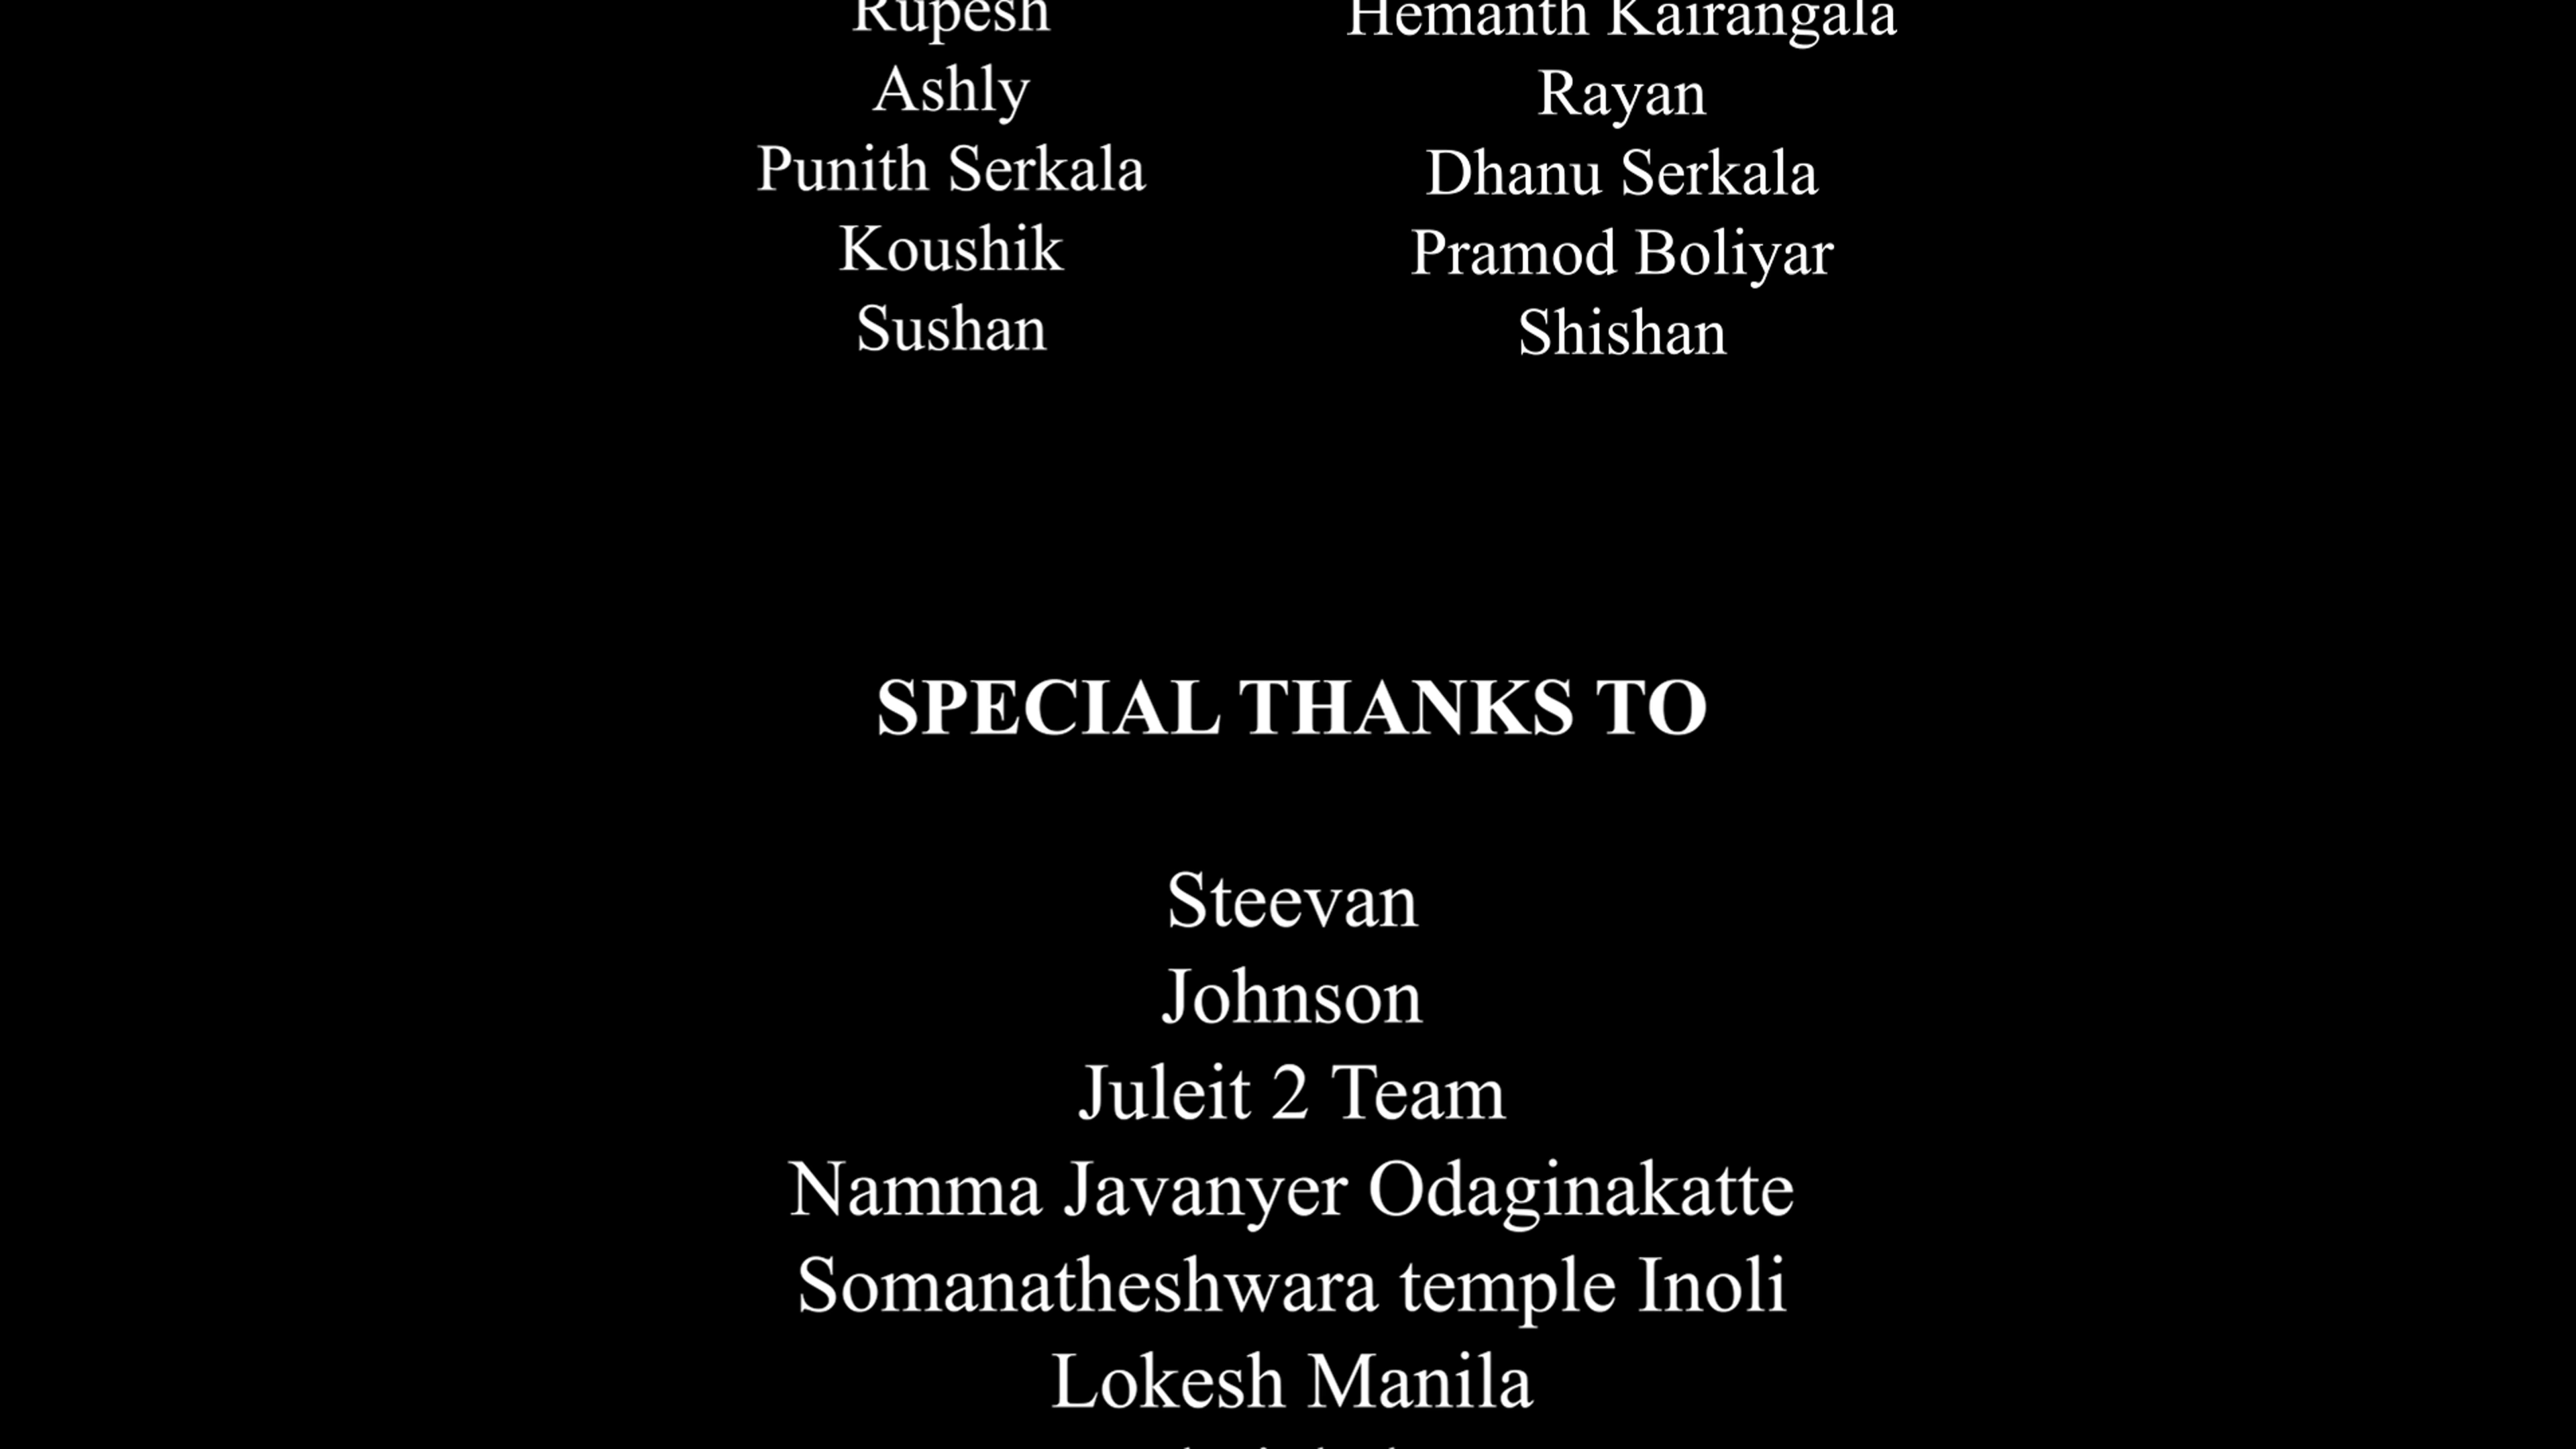 Rupesh
Hemanth Kairangala
Ashly
Rayan
Punith Serkala
Dhanu Serkala
Koushik
Pramod Boliyar
Sushan
Shishan
SPECIAL THANKS TO
Steevan
Johnson
Juleit 2 Team
Namma Javanyer Odaginakatte
Somanatheshwara temple Inoli
Lokesh Manila